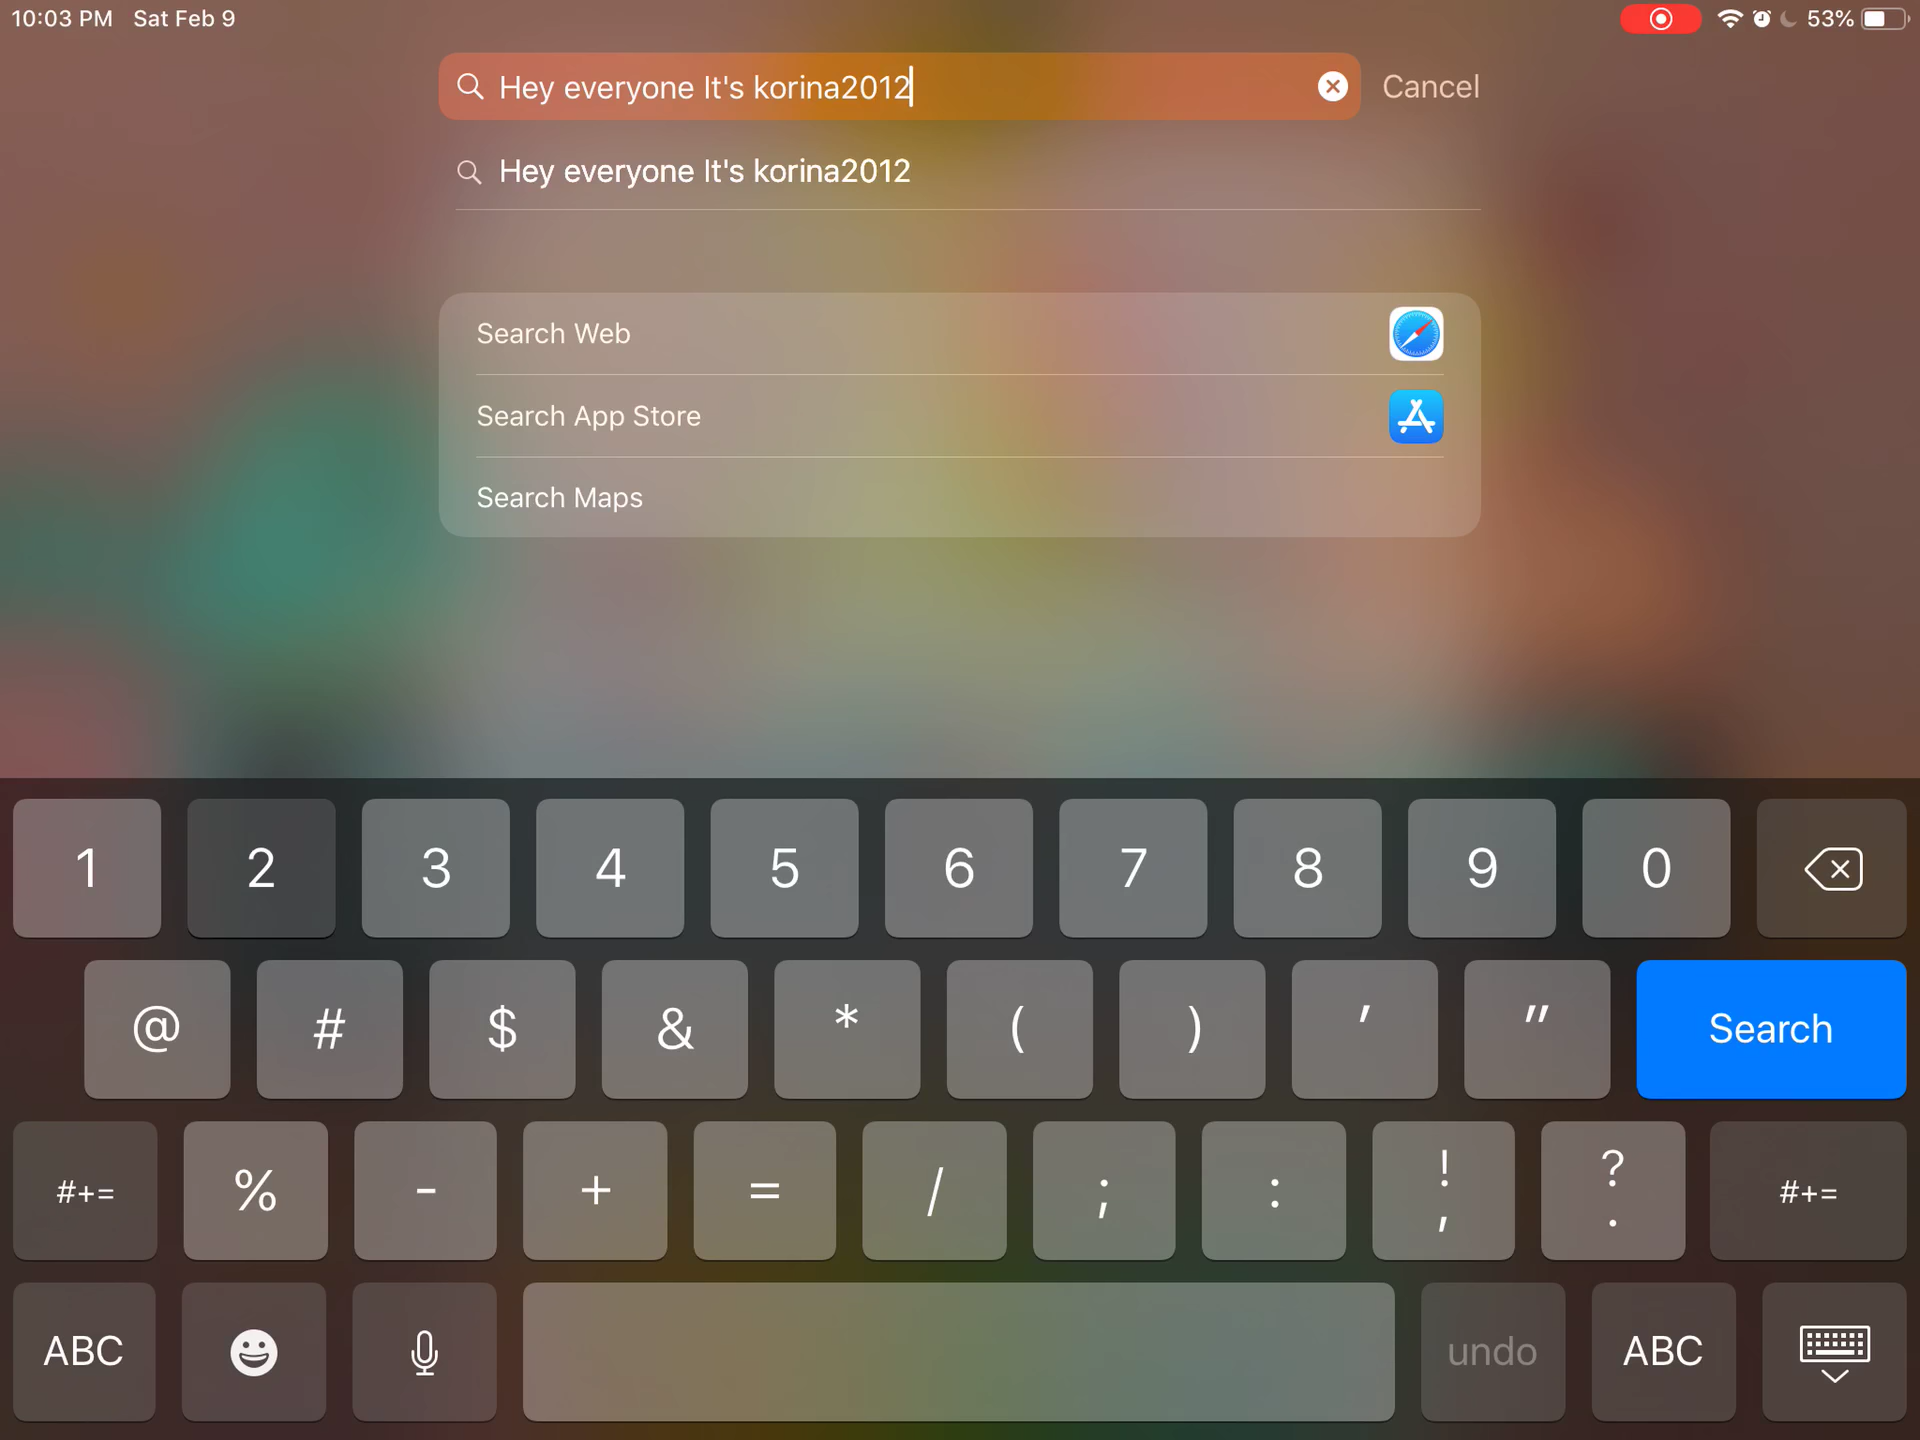 10:03 PM Sat Feb 9
53%
Hey everyone It's korina2012
Cancel
Hey everyone It's korina2012
Search Web
Search App Store
Search Maps
1 2 3 4 5 6 7 8 9 0
@ # $ & * ( ) ' " Search
#+= % - + = / ; : ! , ? . #+=
ABC undo ABC